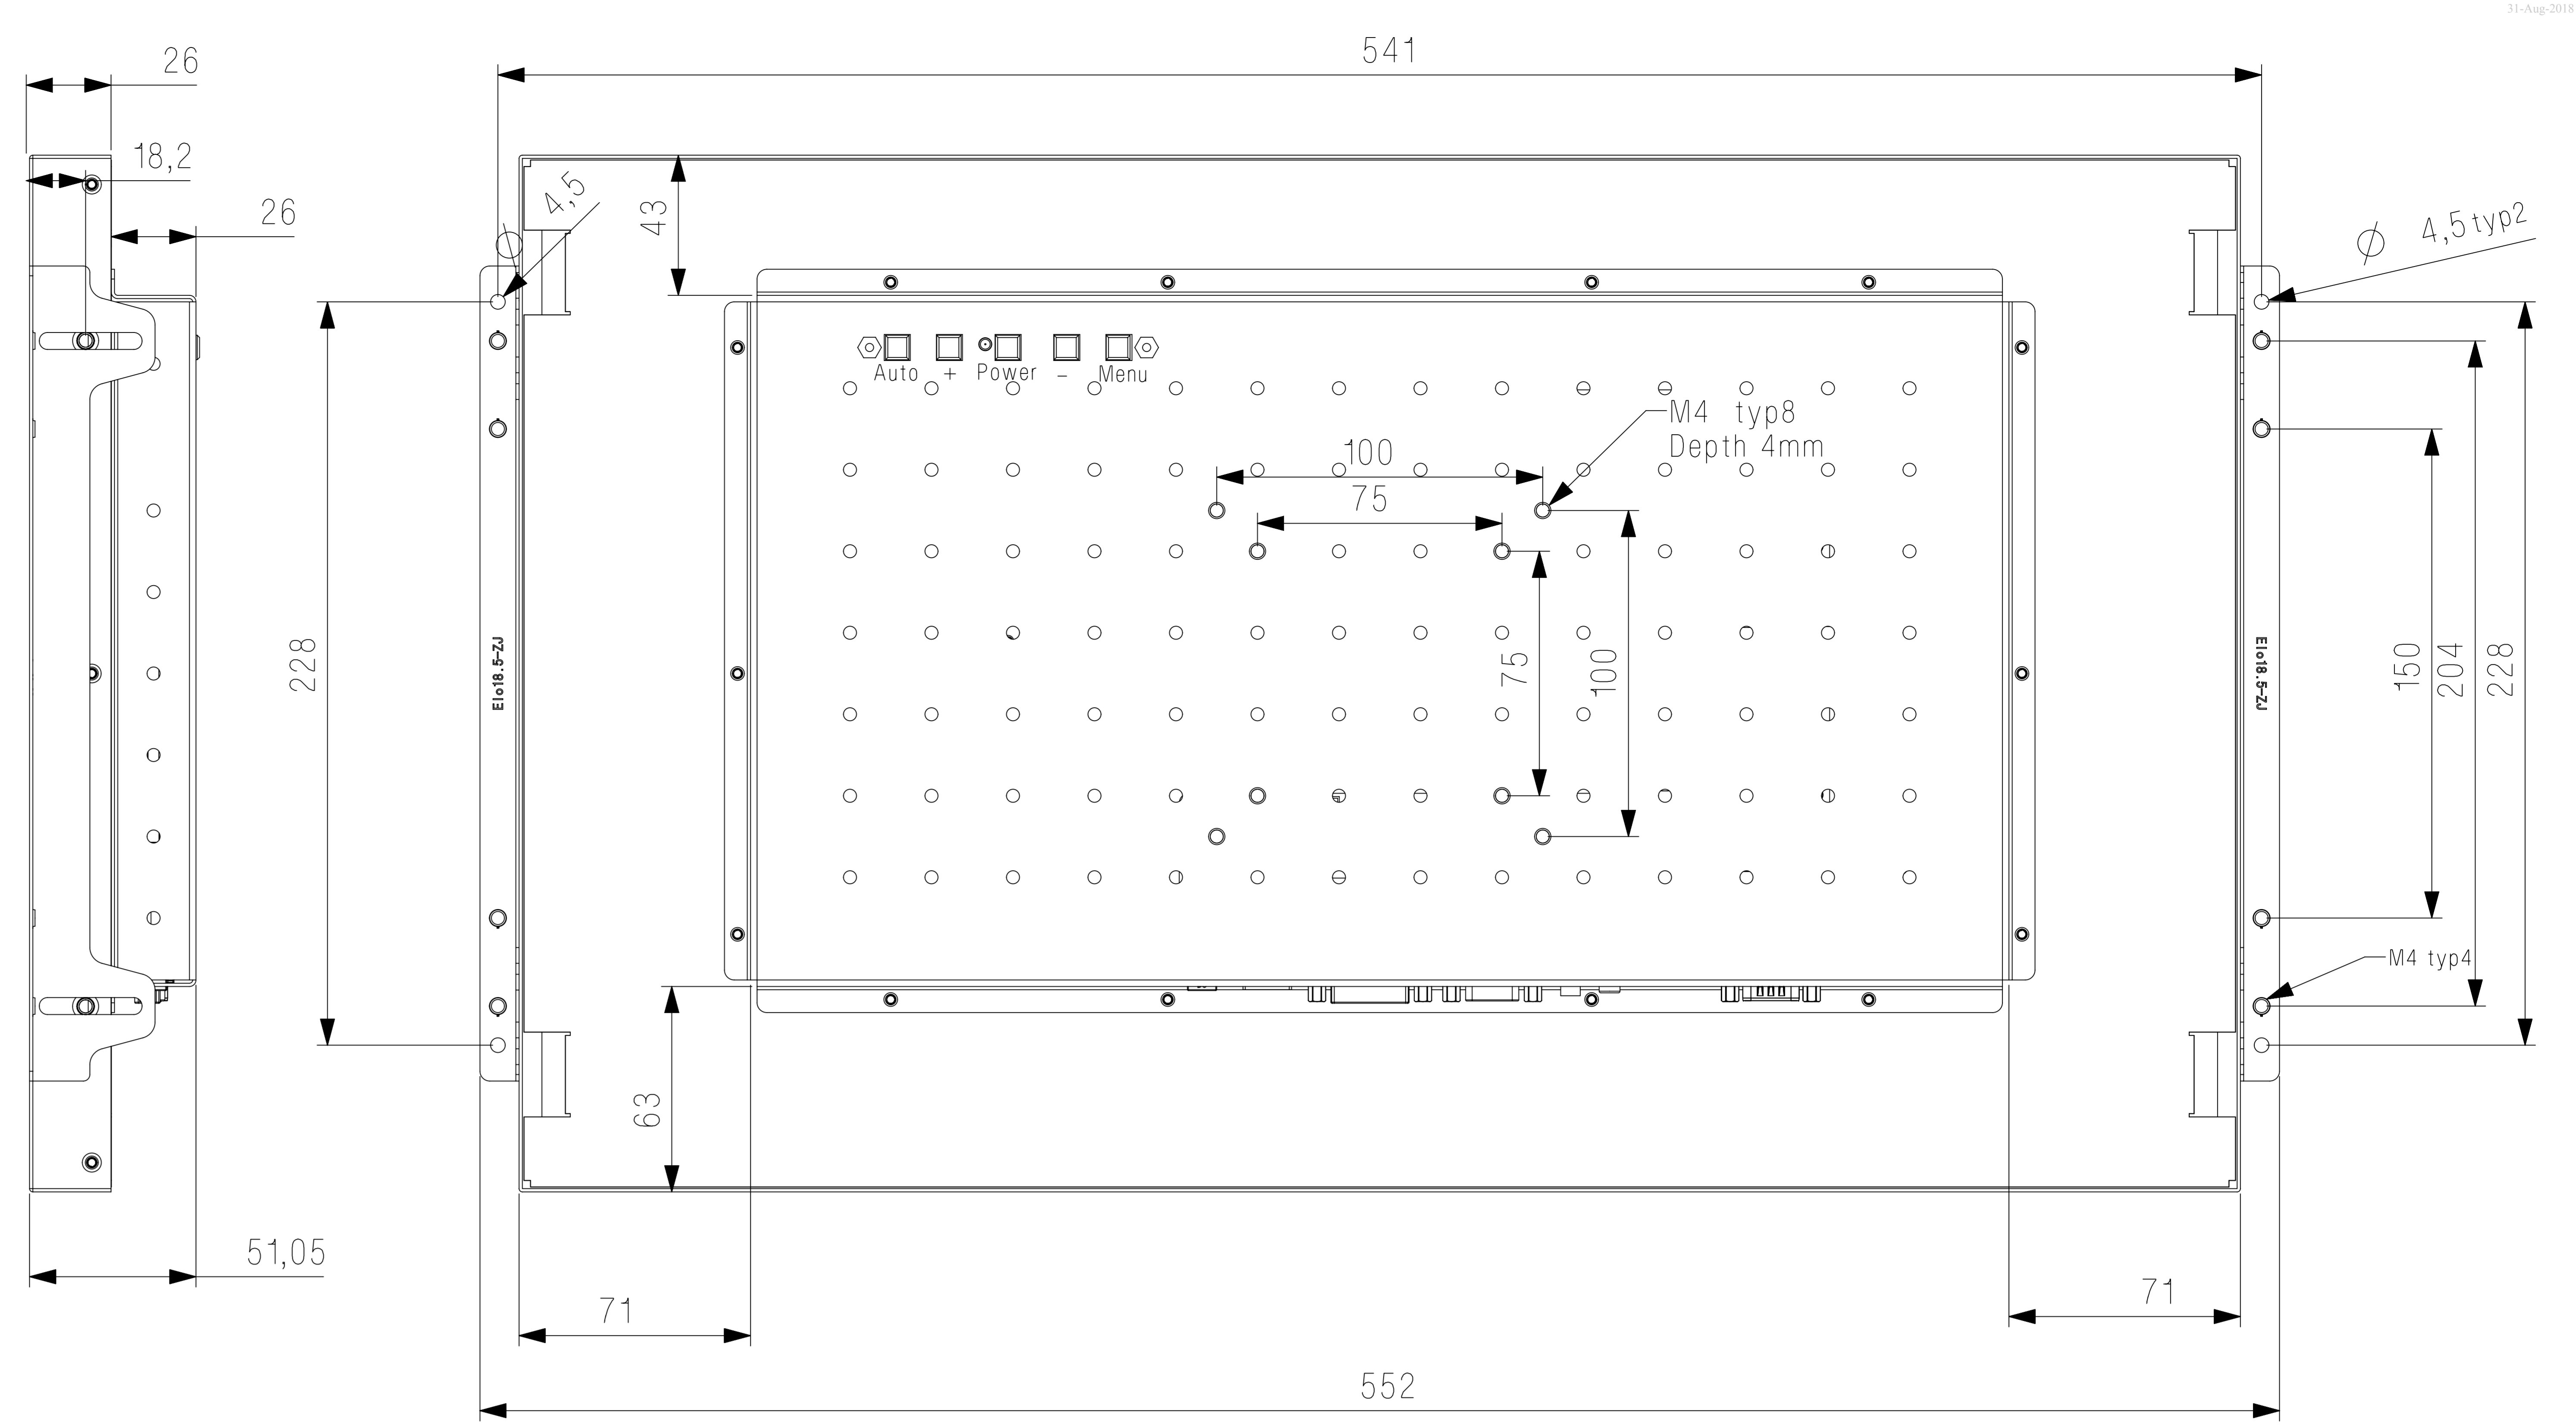 31-Aug-2018
541
26
18,2
26
∅ 4,5
43
∅ 4,5 typ2
Auto + Power - Menu
M4 typ8
Depth 4mm
100
75
75
100
228
Elo18.5-ZJ
Elo18.5-ZJ
150
204
228
M4 typ4
63
51,05
71
71
552